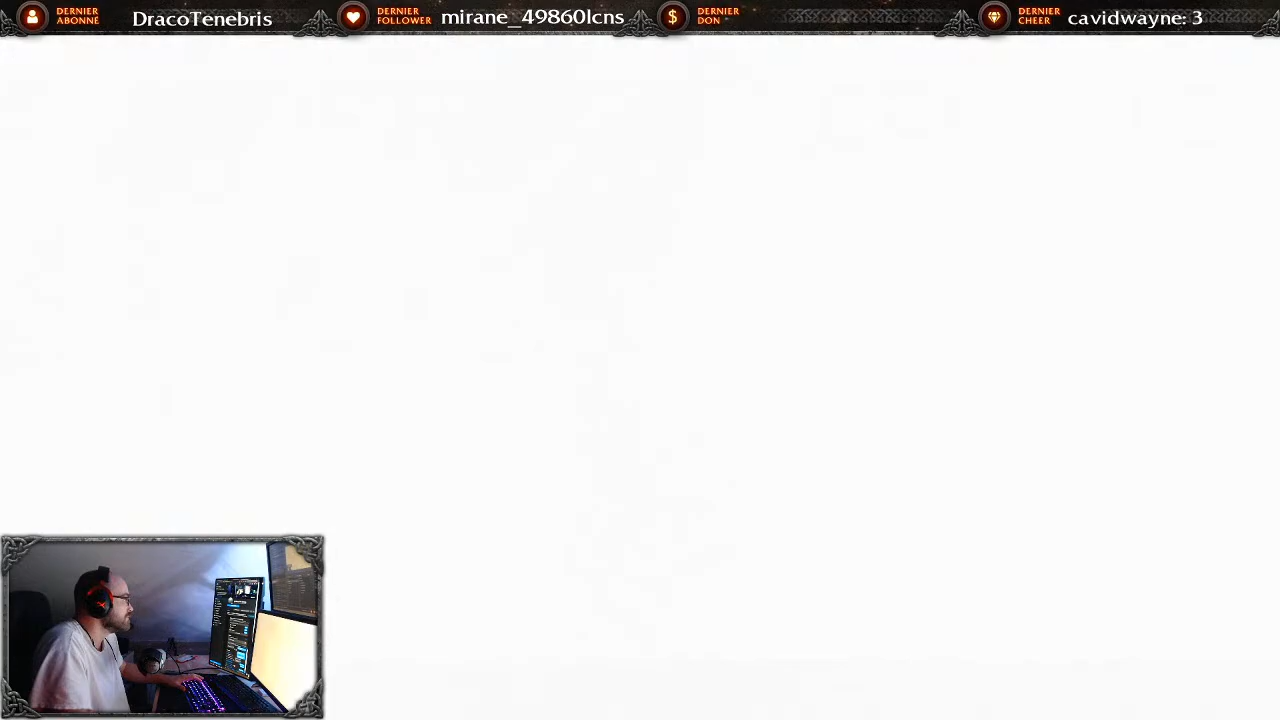 DERNIER
ABONNÉ
DracoTenebris
DERNIER
FOLLOWER
mirane_49860lcns
DERNIER
DON
DERNIER
CHEER
cavidwayne: 3